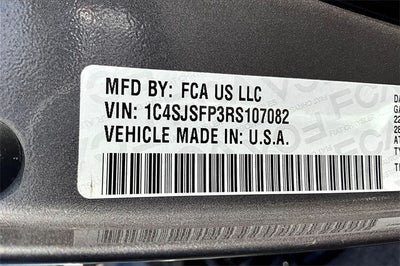 MFD BY: FCA US LLC
VIN: 1C4SJSFP3RS107082
VEHICLE MADE IN: U.S.A.